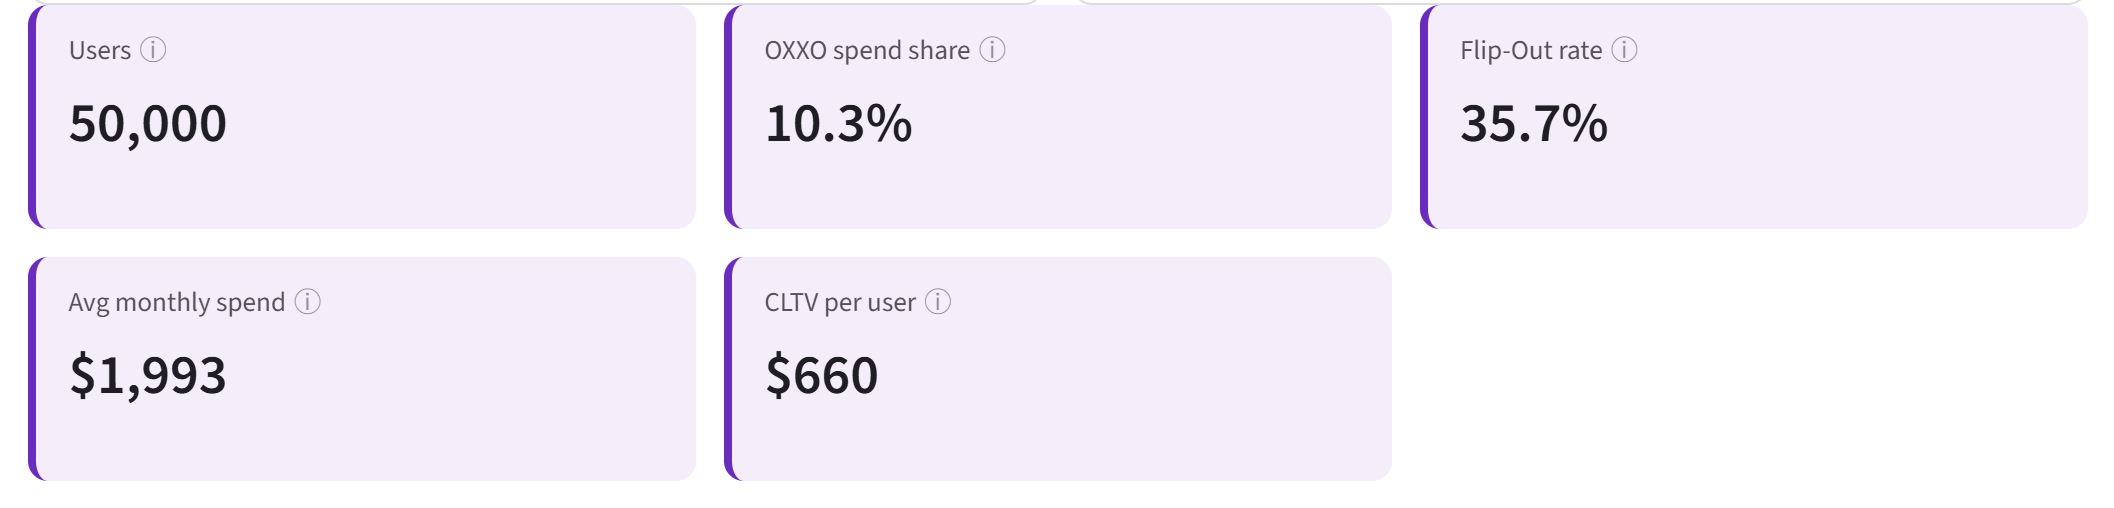 Users ⓘ
50,000
OXXO spend share ⓘ
10.3%
Flip-Out rate ⓘ
35.7%
Avg monthly spend ⓘ
$1,993
CLTV per user ⓘ
$660